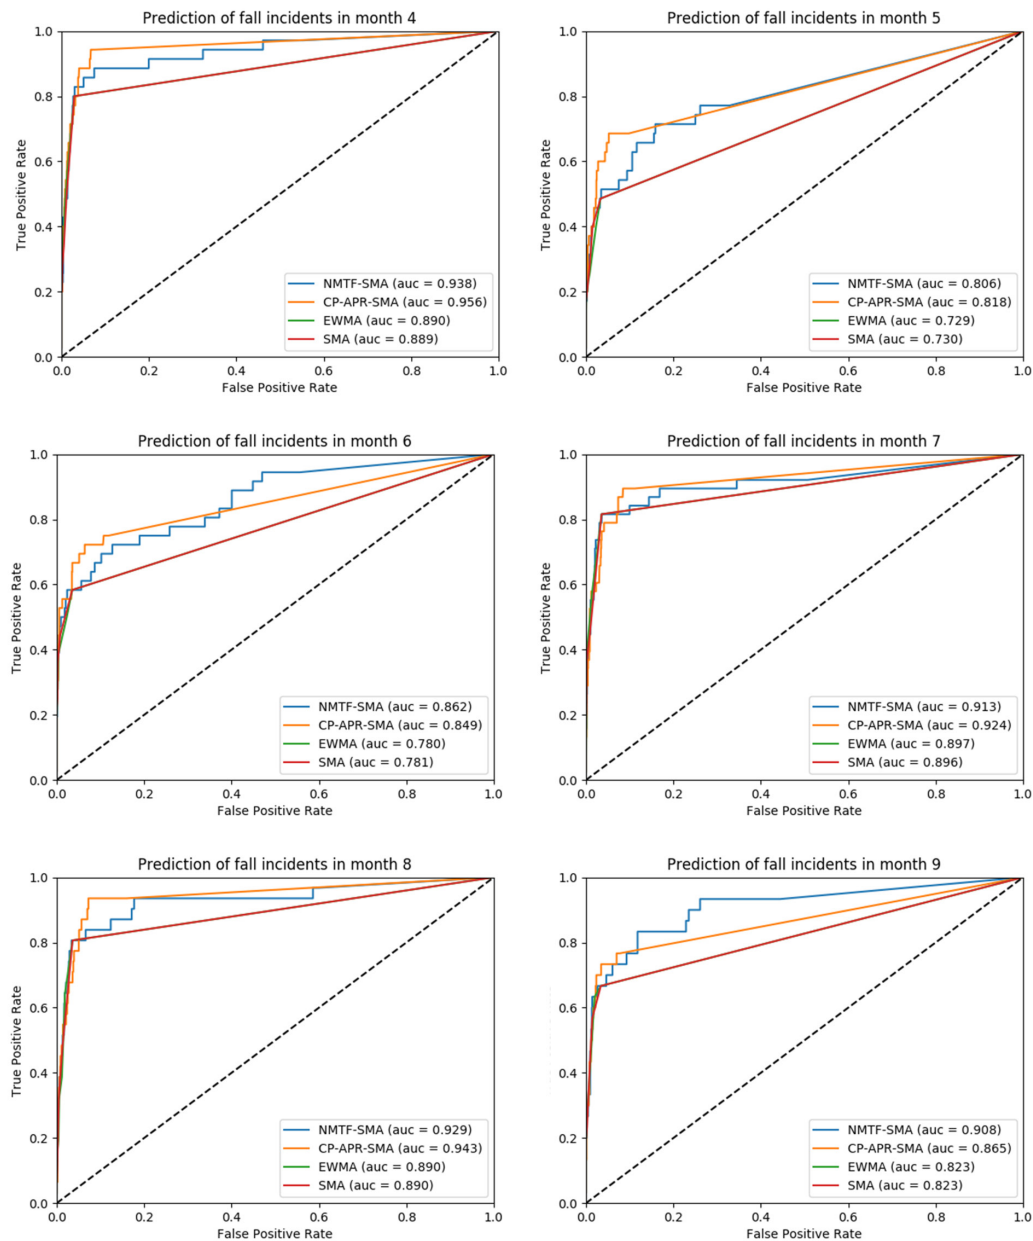 Prediction of fall incidents in month 4
1.0
0.8
0.6
0.4
0.2
0.0
True Positive Rate
NMTF-SMA (auc = 0.938)
CP-APR-SMA (auc = 0.956)
EWMA (auc = 0.890)
SMA (auc = 0.889)
0.0 0.2 0.4 0.6 0.8 1.0
False Positive Rate
Prediction of fall incidents in month 5
1.0
0.8
0.6
0.4
0.2
0.0
True Positive Rate
NMTF-SMA (auc = 0.806)
CP-APR-SMA (auc = 0.818)
EWMA (auc = 0.729)
SMA (auc = 0.730)
0.0 0.2 0.4 0.6 0.8 1.0
False Positive Rate
Prediction of fall incidents in month 6
1.0
0.8
0.6
0.4
0.2
0.0
True Positive Rate
NMTF-SMA (auc = 0.862)
CP-APR-SMA (auc = 0.849)
EWMA (auc = 0.780)
SMA (auc = 0.781)
0.0 0.2 0.4 0.6 0.8 1.0
False Positive Rate
Prediction of fall incidents in month 7
1.0
0.8
0.6
0.4
0.2
0.0
True Positive Rate
NMTF-SMA (auc = 0.913)
CP-APR-SMA (auc = 0.924)
EWMA (auc = 0.897)
SMA (auc = 0.896)
0.0 0.2 0.4 0.6 0.8 1.0
False Positive Rate
Prediction of fall incidents in month 8
1.0
0.8
0.6
0.4
0.2
0.0
True Positive Rate
NMTF-SMA (auc = 0.929)
CP-APR-SMA (auc = 0.943)
EWMA (auc = 0.890)
SMA (auc = 0.890)
0.0 0.2 0.4 0.6 0.8 1.0
False Positive Rate
Prediction of fall incidents in month 9
1.0
0.8
0.6
0.4
0.2
0.0
True Positive Rate
NMTF-SMA (auc = 0.908)
CP-APR-SMA (auc = 0.865)
EWMA (auc = 0.823)
SMA (auc = 0.823)
0.0 0.2 0.4 0.6 0.8 1.0
False Positive Rate